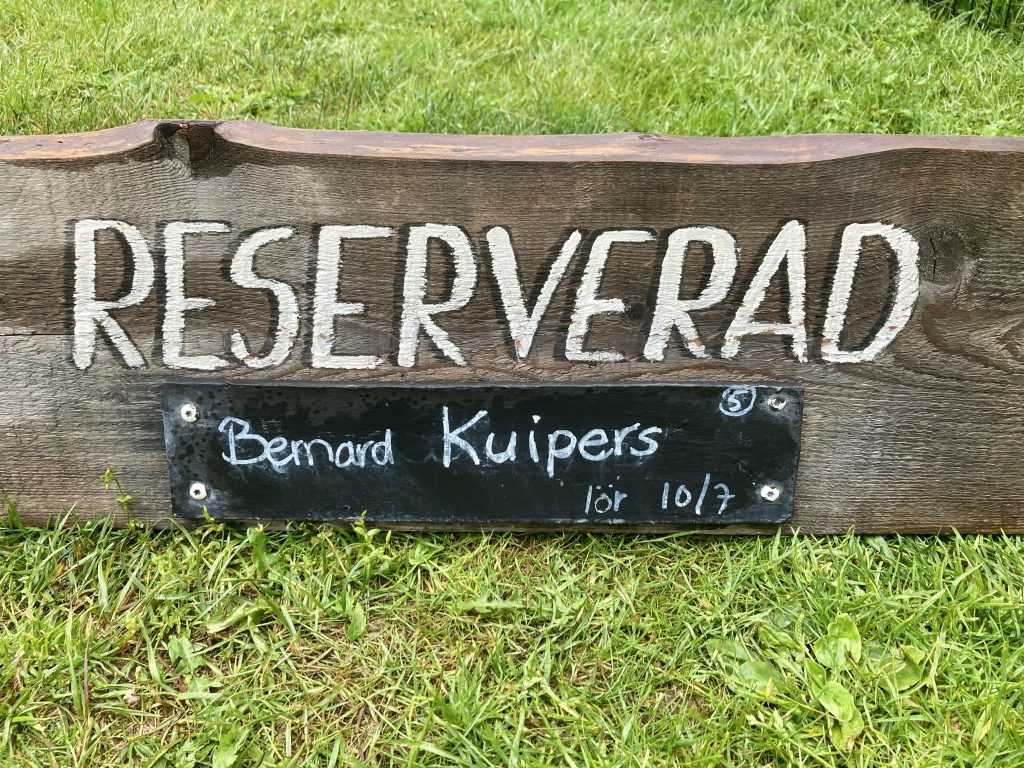 RESERVERAD
5
Bernard Kuipers
lör 10/7